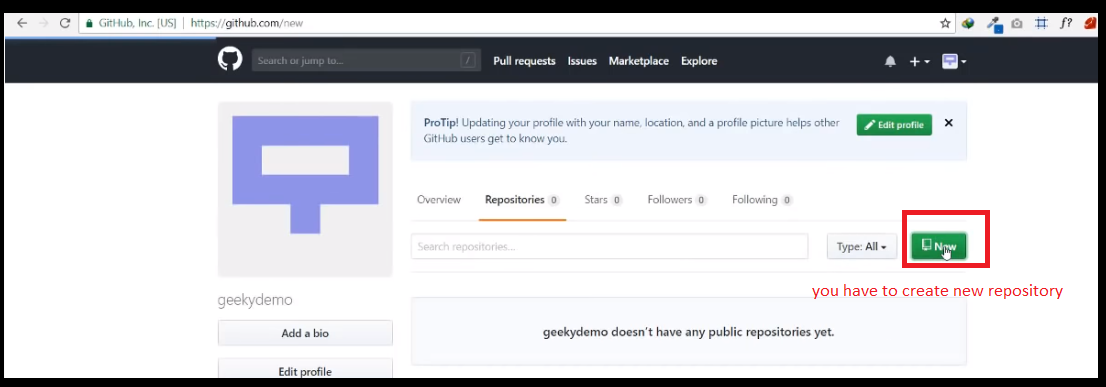 GitHub, Inc. [US] | https://github.com/new
f?
Search or jump to... /
Pull requests Issues Marketplace Explore
ProTip! Updating your profile with your name, location, and a profile picture helps other
GitHub users get to know you.
Edit profile
Overview Repositories 0 Stars 0 Followers 0 Following 0
Search repositories...
Type: All
New
you have to create new repository
geekydemo
geekydemo doesn't have any public repositories yet.
Add a bio
Edit profile